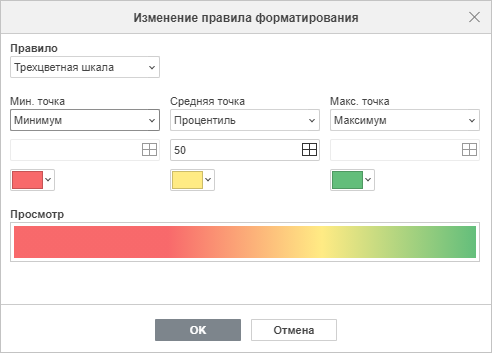 Изменение правила форматирования
Правило
Трехцветная шкала
Мин. точка Средняя точка Макс. точка
Минимум Процентиль Максимум
50
Просмотр
OK Отмена